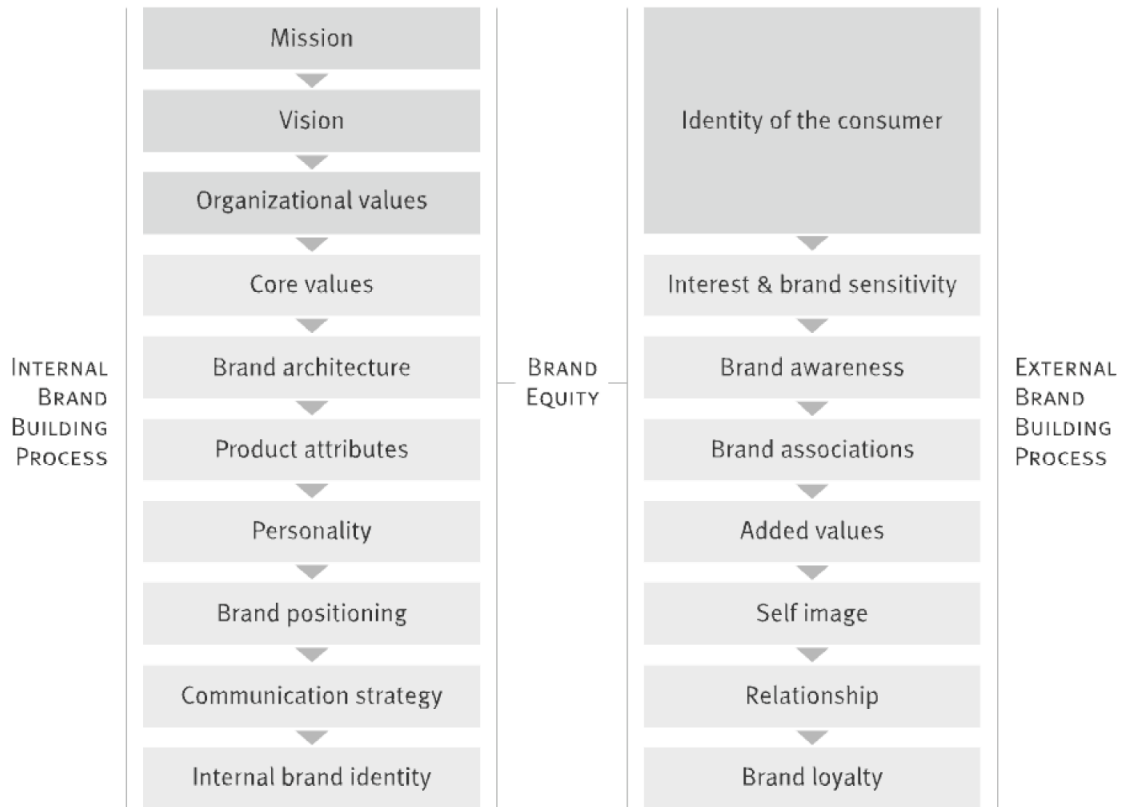 Mission
Vision
Organizational values
Core values
Brand architecture
Product attributes
Personality
Brand positioning
Communication strategy
Internal brand identity
INTERNAL
BRAND
BUILDING
PROCESS
BRAND
EQUITY
Identity of the consumer
Interest & brand sensitivity
Brand awareness
Brand associations
Added values
Self image
Relationship
Brand loyalty
EXTERNAL
BRAND
BUILDING
PROCESS